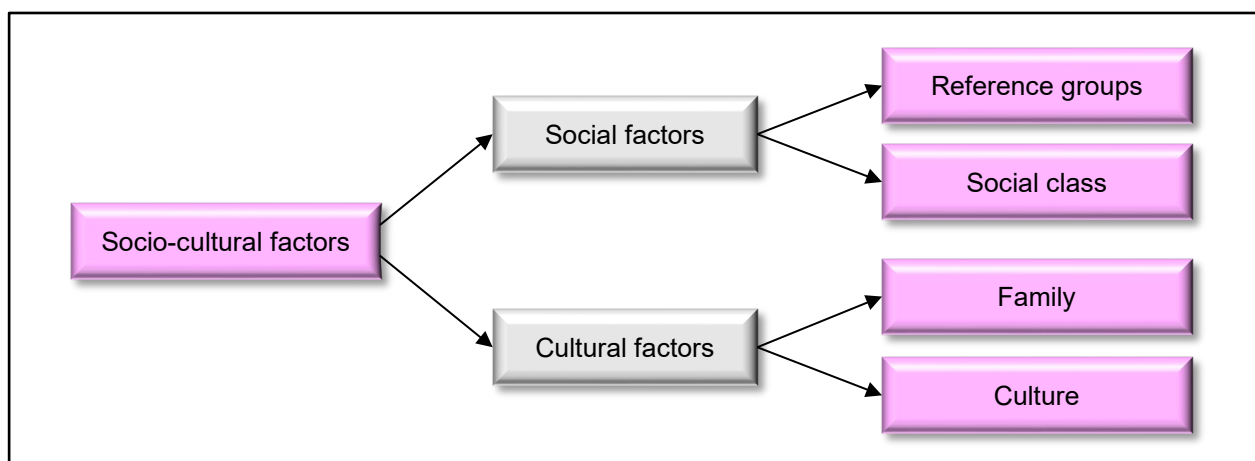 Socio-cultural factors
Social factors
Reference groups
Social class
Cultural factors
Family
Culture